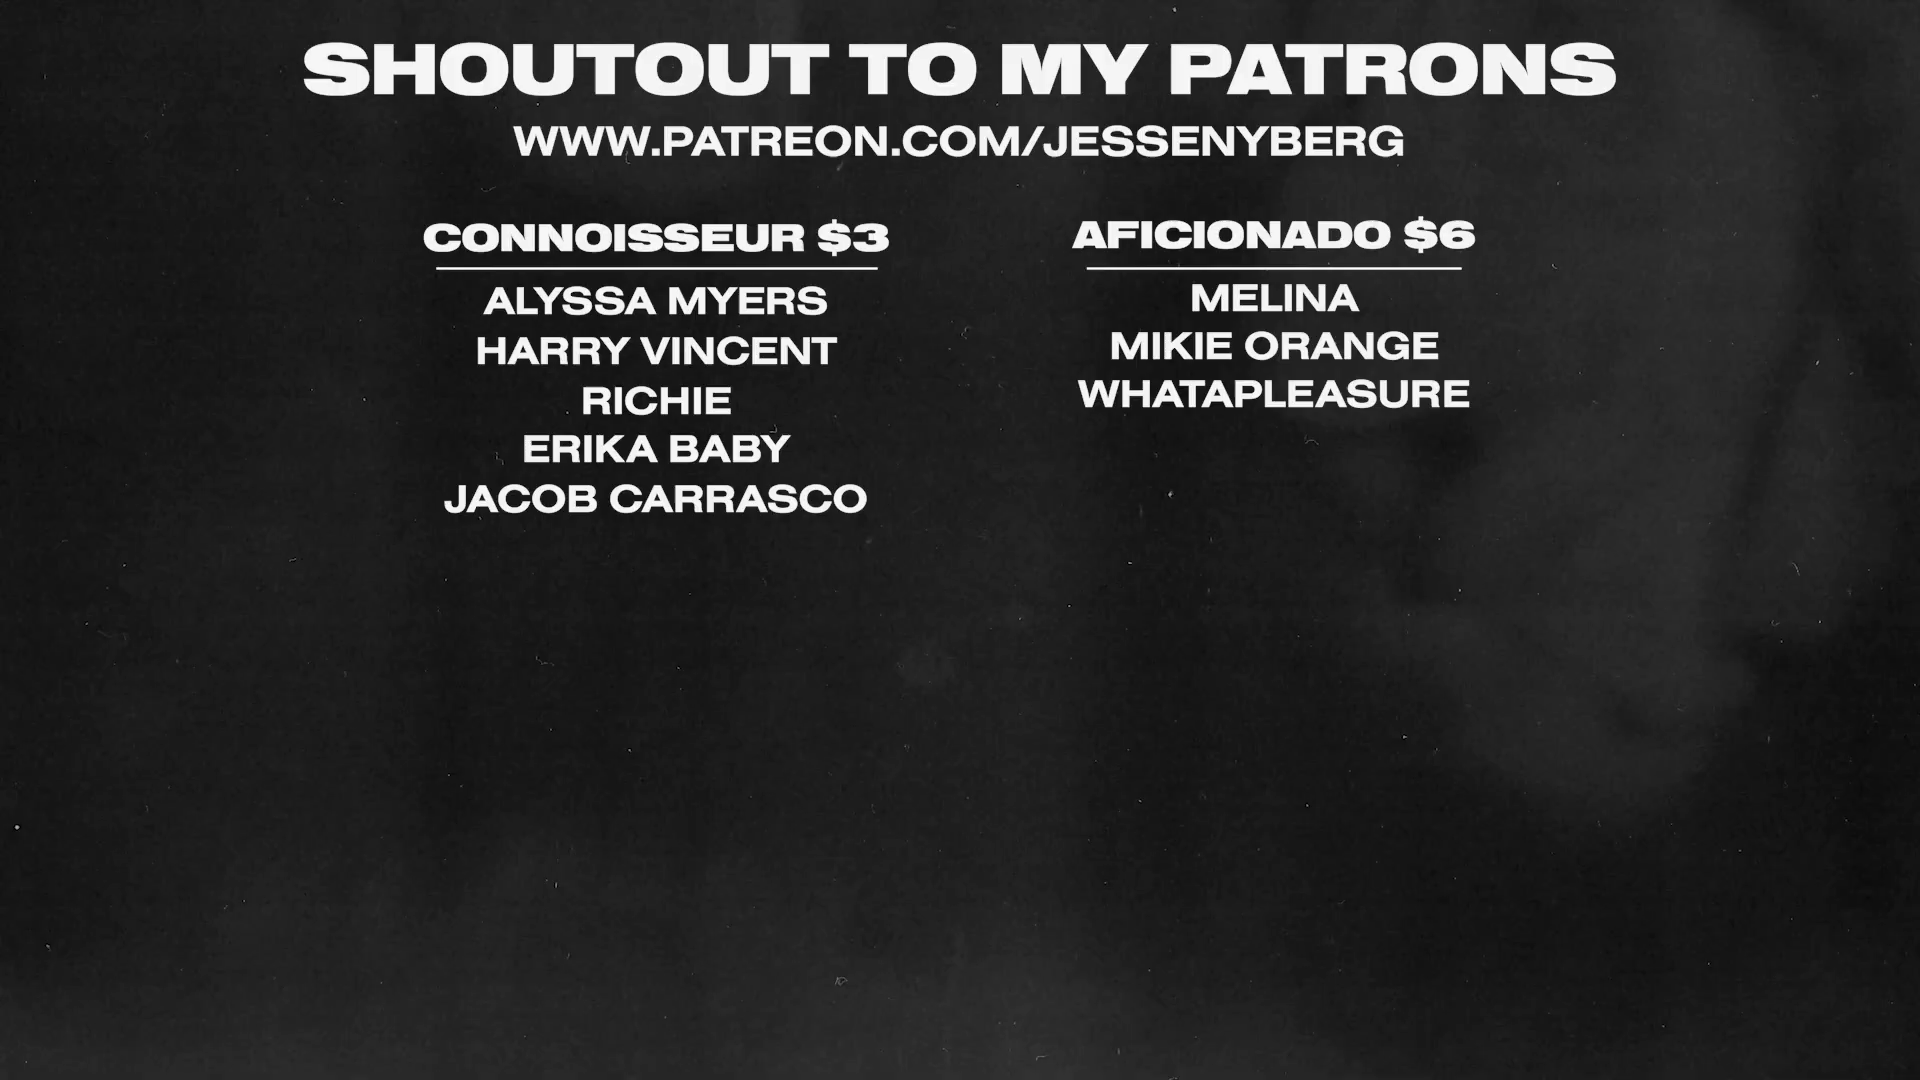 SHOUTOUT TO MY PATRONS
WWW.PATREON.COM/JESSENYBERG
CONNOISSEUR $3
ALYSSA MYERS
HARRY VINCENT
RICHIE
ERIKA BABY
JACOB CARRASCO
AFICIONADO $6
MELINA
MIKIE ORANGE
WHATAPLEASURE